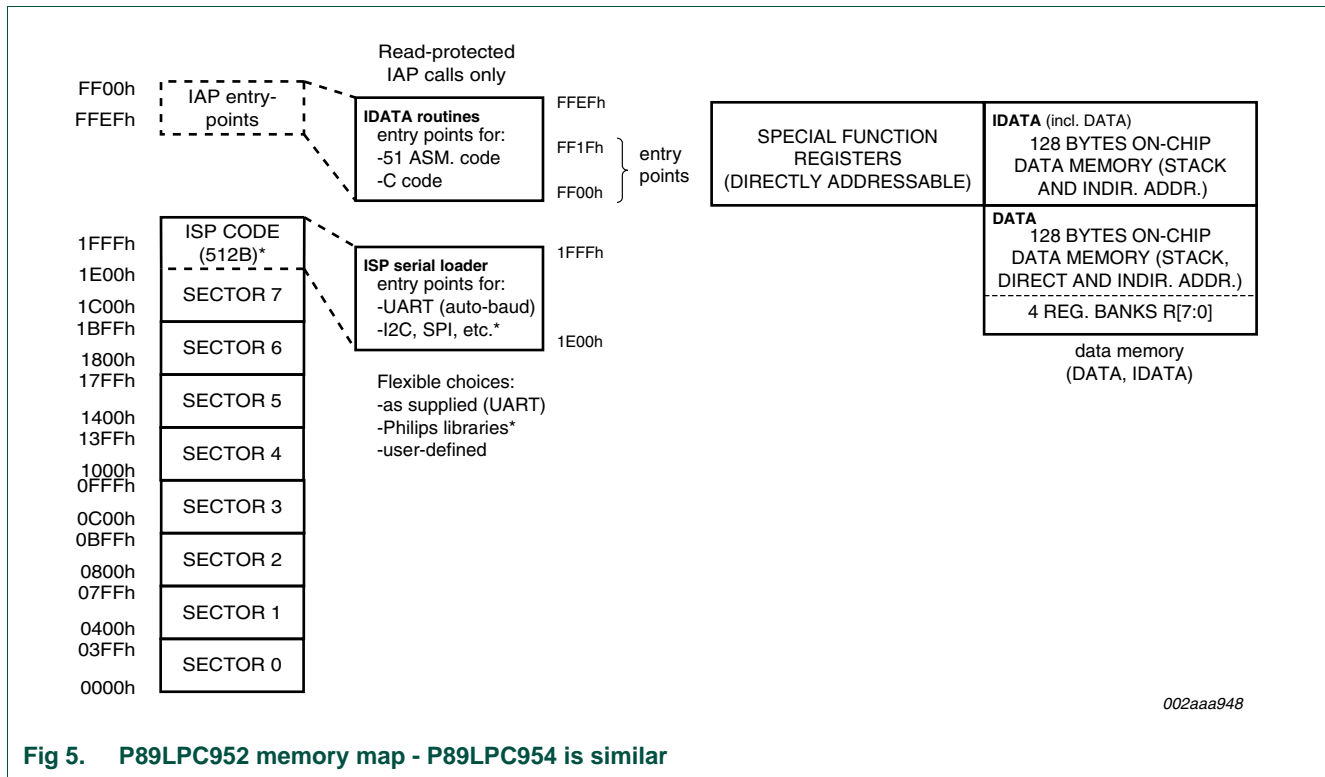 Read-protected
IAP calls only
FF00h
FFEFh
IAP entry-
points
IDATA routines
entry points for:
-51 ASM. code
-C code
FFEFh
FF1Fh
FF00h
entry
points
SPECIAL FUNCTION
REGISTERS
(DIRECTLY ADDRESSABLE)
IDATA (incl. DATA)
128 BYTES ON-CHIP
DATA MEMORY (STACK
AND INDIR. ADDR.)
DATA
128 BYTES ON-CHIP
DATA MEMORY (STACK,
DIRECT AND INDIR. ADDR.)
4 REG. BANKS R[7:0]
data memory
(DATA, IDATA)
1FFFh
ISP CODE
(512B)*
1E00h
SECTOR 7
1C00h
1BFFh
SECTOR 6
1800h
17FFh
SECTOR 5
1400h
13FFh
SECTOR 4
1000h
0FFFh
SECTOR 3
0C00h
0BFFh
SECTOR 2
0800h
07FFh
SECTOR 1
0400h
03FFh
SECTOR 0
0000h
ISP serial loader
entry points for:
-UART (auto-baud)
-I2C, SPI, etc.*
1FFFh
1E00h
Flexible choices:
-as supplied (UART)
-Philips libraries*
-user-defined
002aaa948
Fig 5. P89LPC952 memory map - P89LPC954 is similar